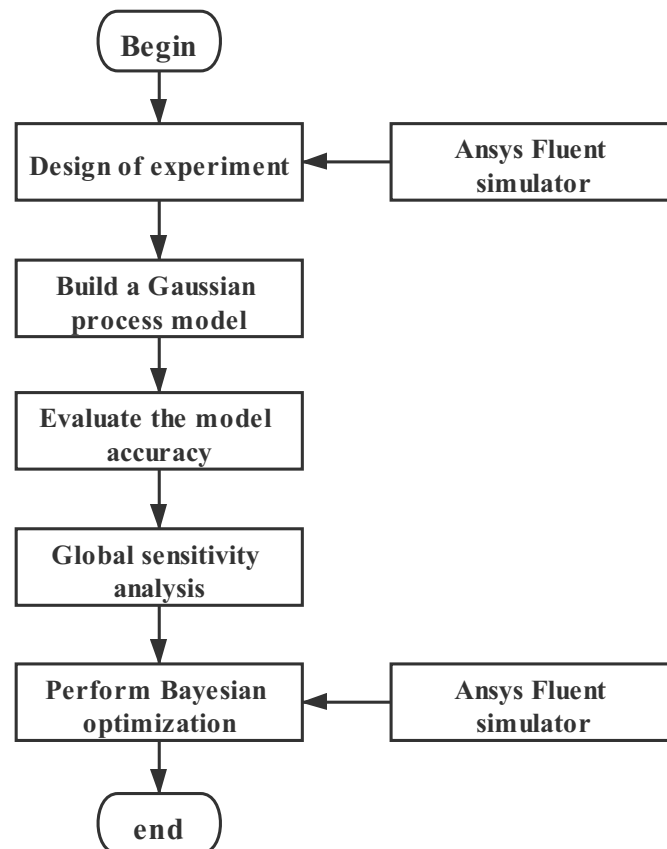 Begin
Design of experiment
Ansys Fluent
simulator
Build a Gaussian
process model
Evaluate the model
accuracy
Global sensitivity
analysis
Perform Bayesian
optimization
Ansys Fluent
simulator
end